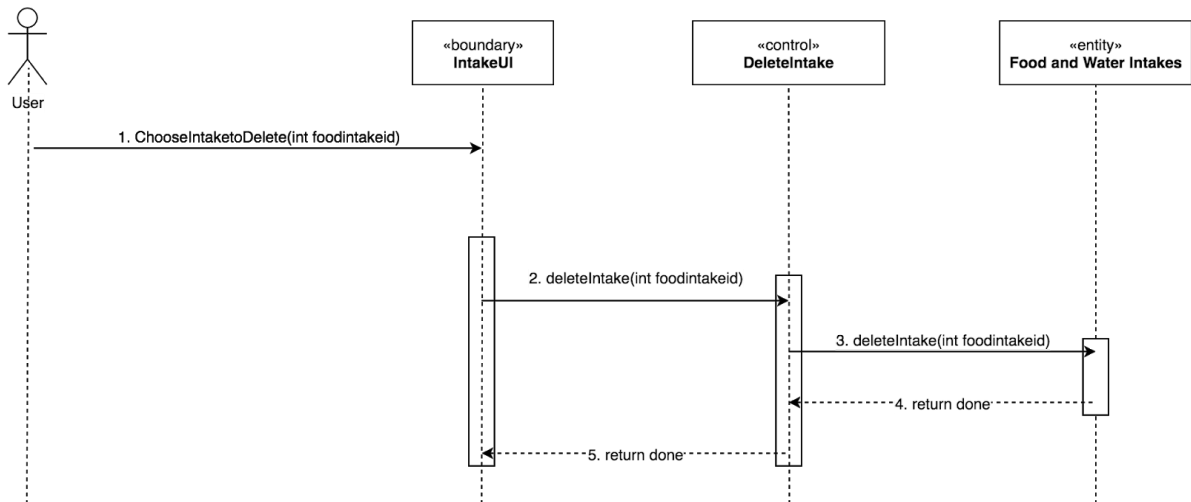 «boundary»
IntakeUI
«control»
DeleteIntake
«entity»
Food and Water Intakes
User
1. ChooseIntaketoDelete(int foodintakeid)
2. deleteIntake(int foodintakeid)
3. deleteIntake(int foodintakeid)
4. return done
5. return done